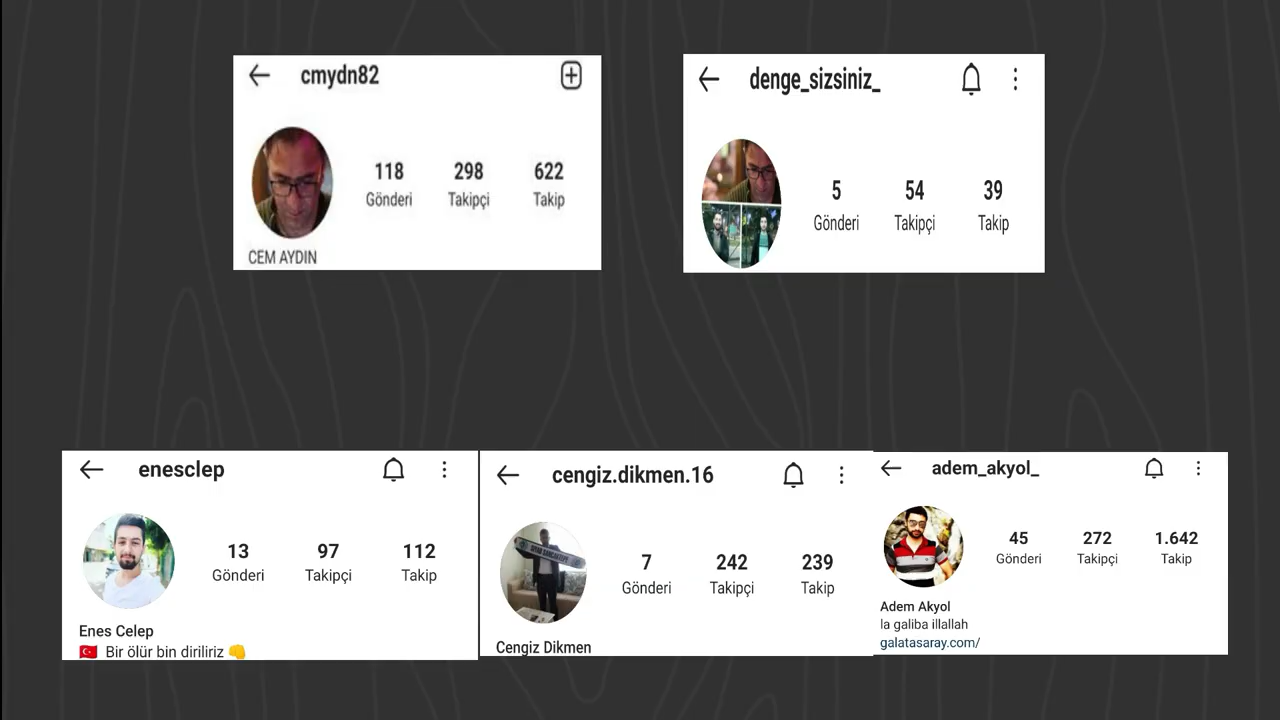 cmydn82
118 298 622
Gönderi Takipçi Takip
CEM AYDIN
denge_sizsiniz_
5 54 39
Gönderi Takipçi Takip
enesclep
13 97 112
Gönderi Takipçi Takip
Enes Celep
🇹🇷 Bir ölür bin diriliriz 👊
cengiz.dikmen.16
7 242 239
Gönderi Takipçi Takip
Cengiz Dikmen
adem_akyol_
45 272 1.642
Gönderi Takipçi Takip
Adem Akyol
la galiba illallah
galatasaray.com/